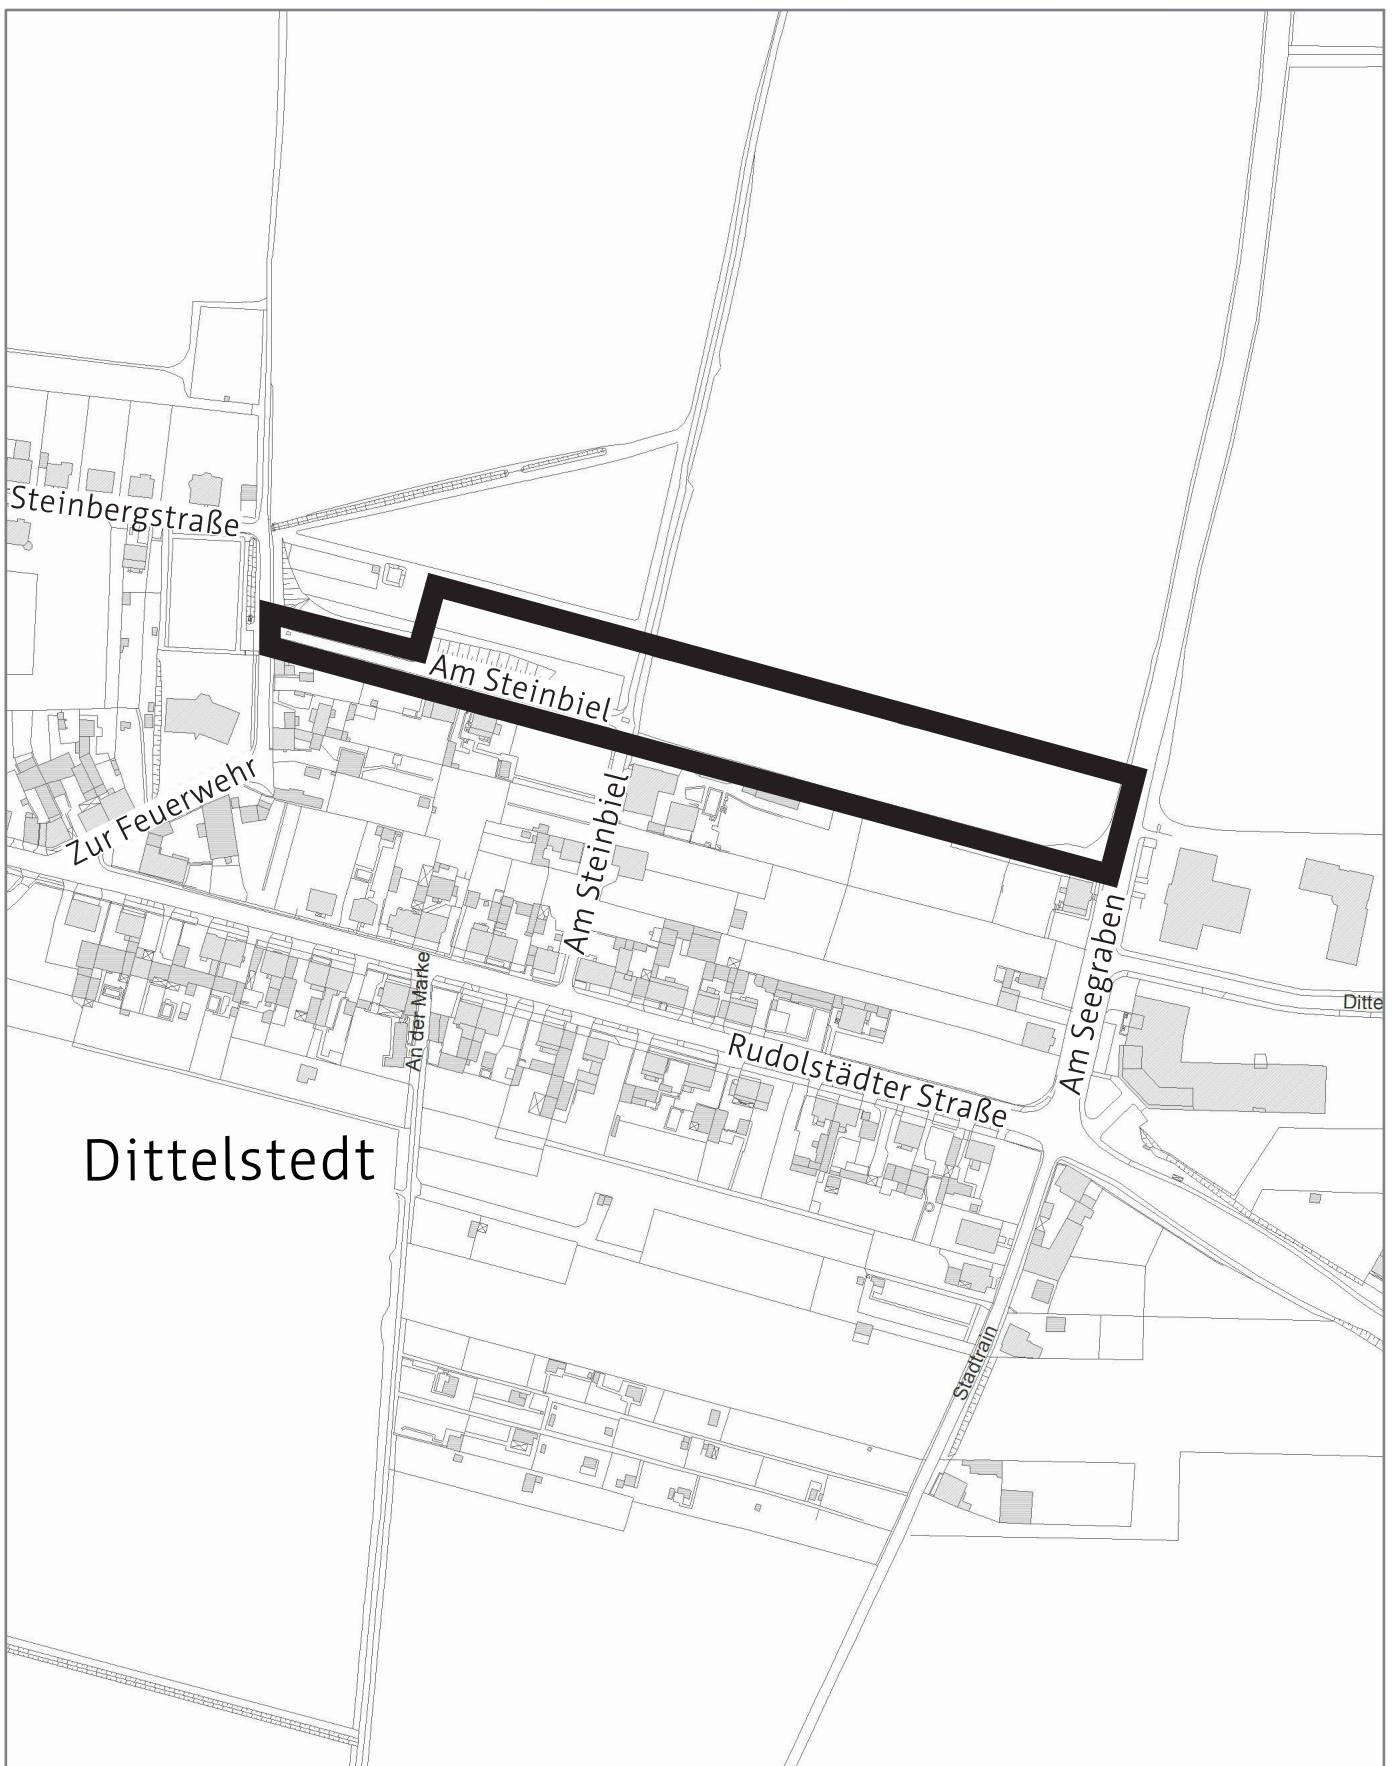 Steinbergstraße
Am Steinbiel
Zur Feuerwehr
Am Steinbiel
Am Seegraben
An der Marke
Ditte
Rudolstädter Straße
Dittelstedt
Stadtrain